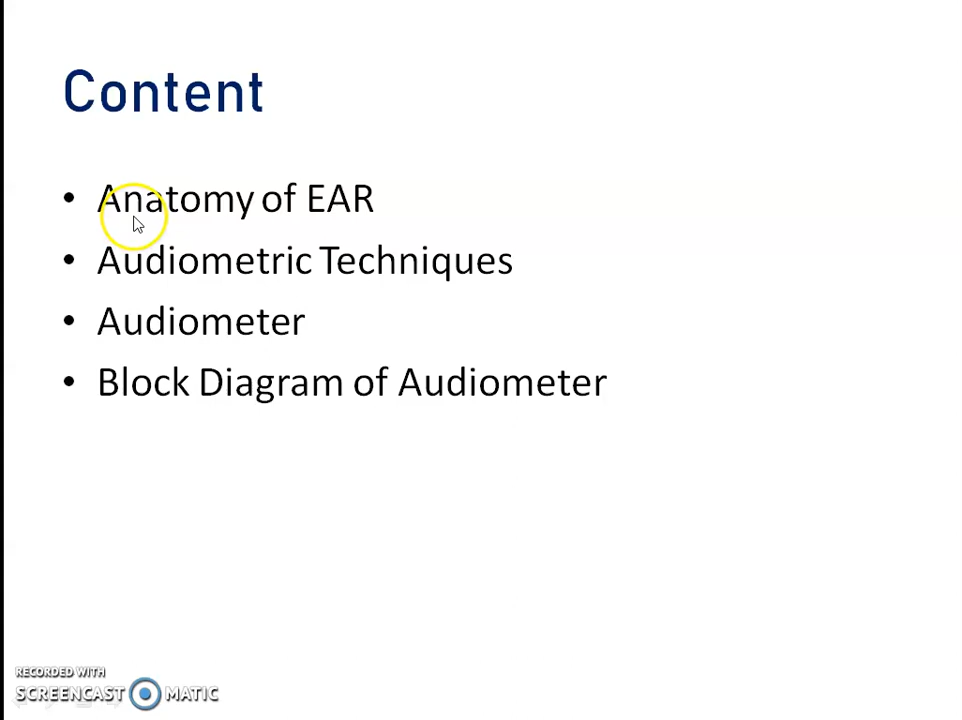 Content
• Anatomy of EAR
• Audiometric Techniques
• Audiometer
• Block Diagram of Audiometer
RECORDED WITH
SCREENCAST MATIC